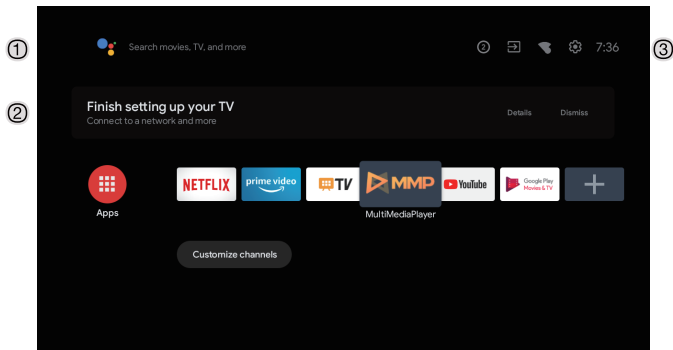 ① Search movies, TV, and more ② 7:36 ③
② Finish setting up your TV
Connect to a network and more Details Dismiss
NETFLIX prime video TV MMP YouTube Google Play Movies & TV
Apps MultiMediaPlayer
Customize channels